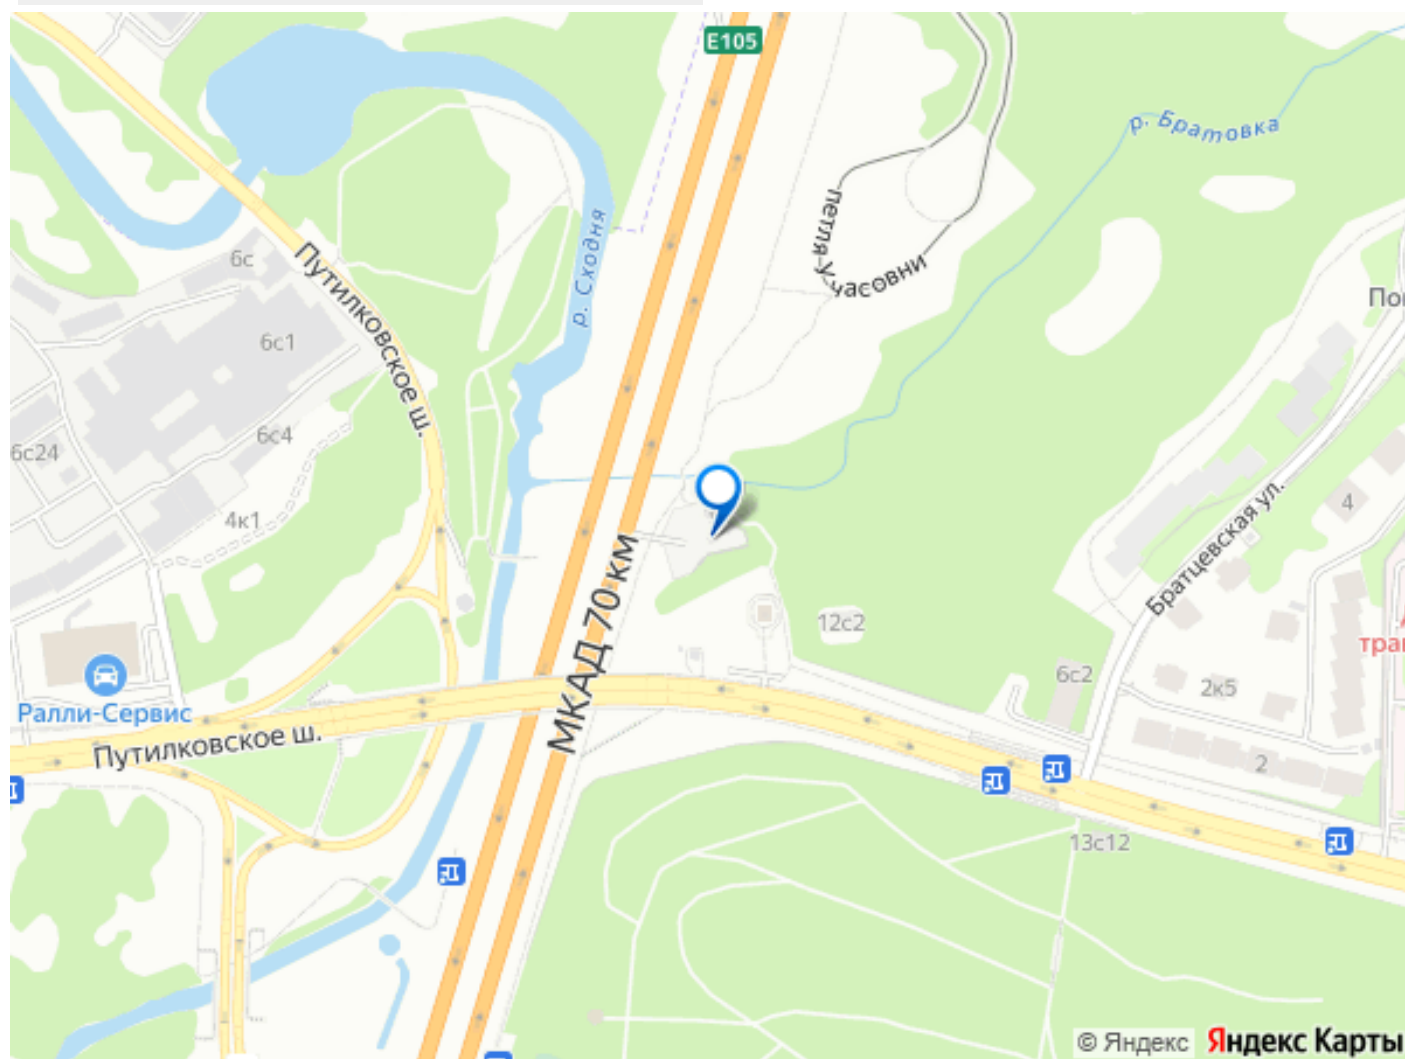 E105
р. Братовка
р. Сходня
петля У часовни
6с
Путилковское ш.
6с1
6с4
6с24
4к1
4
Братцевская ул.
МКАД 70 км
12с2
6с2
2к5
Ралли-Сервис
Путилковское ш.
2
13с12
© Яндекс Яндекс Карты